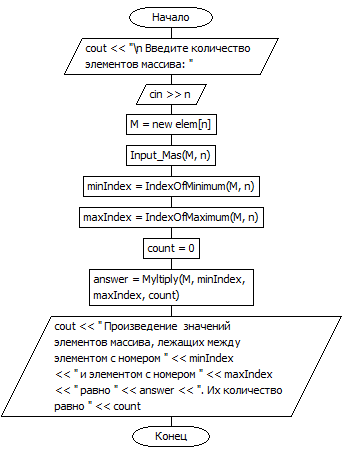 Начало
cout << "\n Введите количество
элементов массива: "
cin >> n
M = new elem[n]
Input_Mas(M, n)
minIndex = IndexOfMinimum(M, n)
maxIndex = IndexOfMaximum(M, n)
count = 0
answer = Myltiply(M, minIndex,
maxIndex, count)
cout << " Произведение значений
элементов массива, лежащих между
элементом с номером " << minIndex
<< " и элементом с номером " << maxIndex
<< " равно " << answer << ". Их количество
равно " << count
Конец